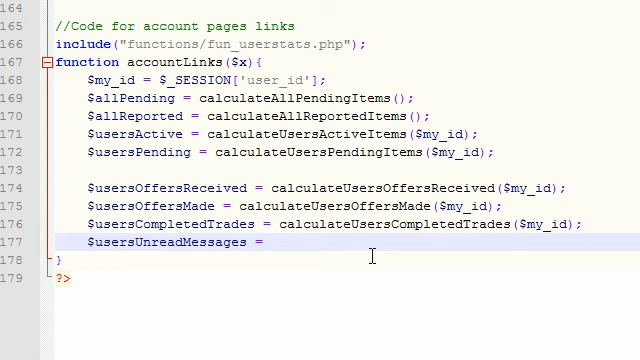 164
165 //Code for account pages links
166 include("functions/fun_userstats.php");
167 function accountLinks($x){
168 $my_id = $_SESSION['user_id'];
169 $allPending = calculateAllPendingItems();
170 $allReported = calculateAllReportedItems();
171 $usersActive = calculateUsersActiveItems($my_id);
172 $usersPending = calculateUsersPendingItems($my_id);
173
174 $usersOffersReceived = calculateUsersOffersReceived($my_id);
175 $usersOffersMade = calculateUsersOffersMade($my_id);
176 $usersCompletedTrades = calculateUsersCompletedTrades($my_id);
177 $usersUnreadMessages =
178 }
179 ?>